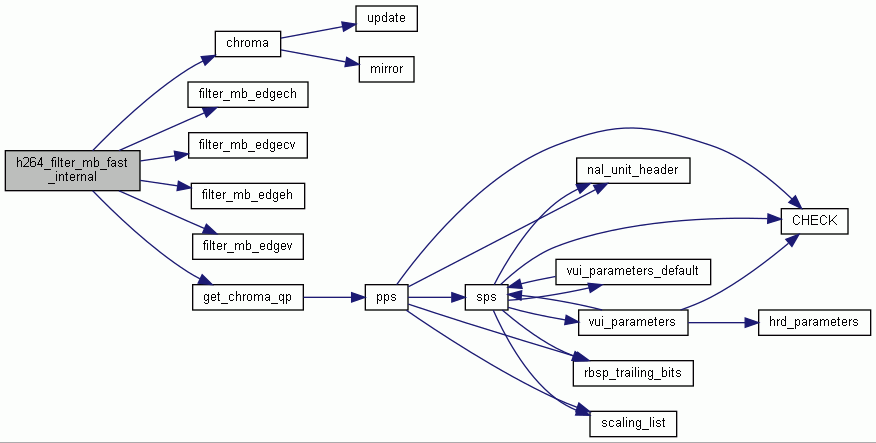 update
chroma
mirror
filter_mb_edgech
filter_mb_edgecv
h264_filter_mb_fast
_internal
filter_mb_edgeh
filter_mb_edgev
get_chroma_qp
pps
sps
nal_unit_header
CHECK
vui_parameters_default
vui_parameters
hrd_parameters
rbsp_trailing_bits
scaling_list